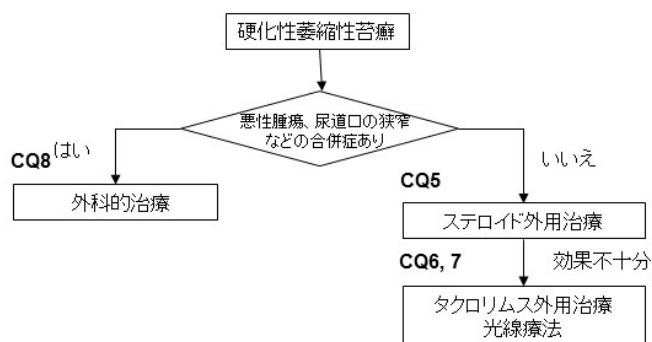 硬化性萎縮性苔癬
悪性腫瘍、尿道口の狭窄
などの合併症あり
はい
CQ8
外科的治療
いいえ
CQ5
ステロイド外用治療
CQ6, 7
効果不十分
タクロリムス外用治療
光線療法